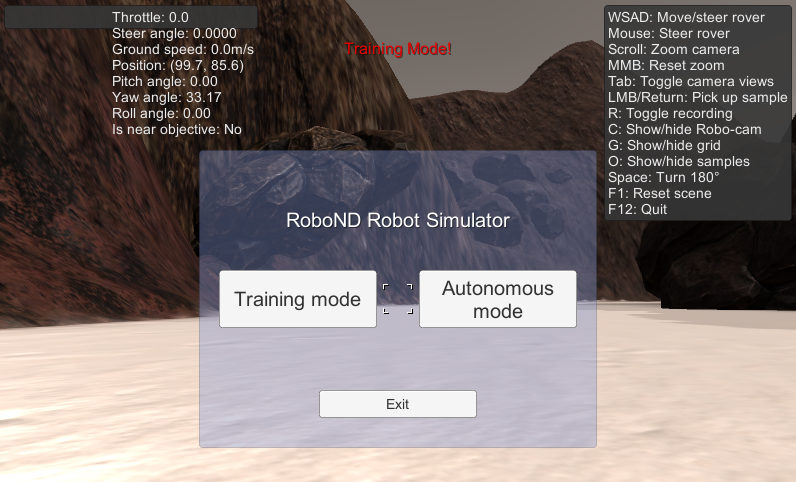 Throttle: 0.0
Steer angle: 0.0000
Ground speed: 0.0m/s
Position: (99.7, 85.6)
Pitch angle: 0.00
Yaw angle: 33.17
Roll angle: 0.00
Is near objective: No
Training Mode!
WSAD: Move/steer rover
Mouse: Steer rover
Scroll: Zoom camera
MMB: Reset zoom
Tab: Toggle camera views
LMB/Return: Pick up sample
R: Toggle recording
C: Show/hide Robo-cam
G: Show/hide grid
O: Show/hide samples
Space: Turn 180°
F1: Reset scene
F12: Quit
RoboND Robot Simulator
Training mode
Autonomous
mode
Exit